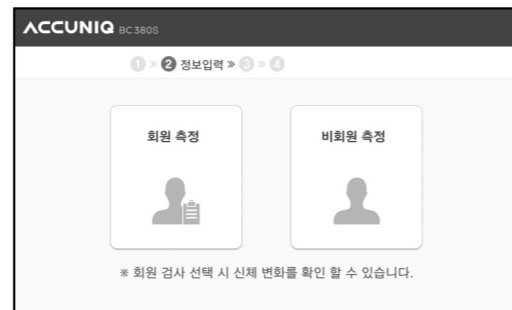 ACCUNIQ BC380S
1 » 2 정보입력 » 3 » 4
회원 측정
비회원 측정
※ 회원 검사 선택 시 신체 변화를 확인 할 수 있습니다.